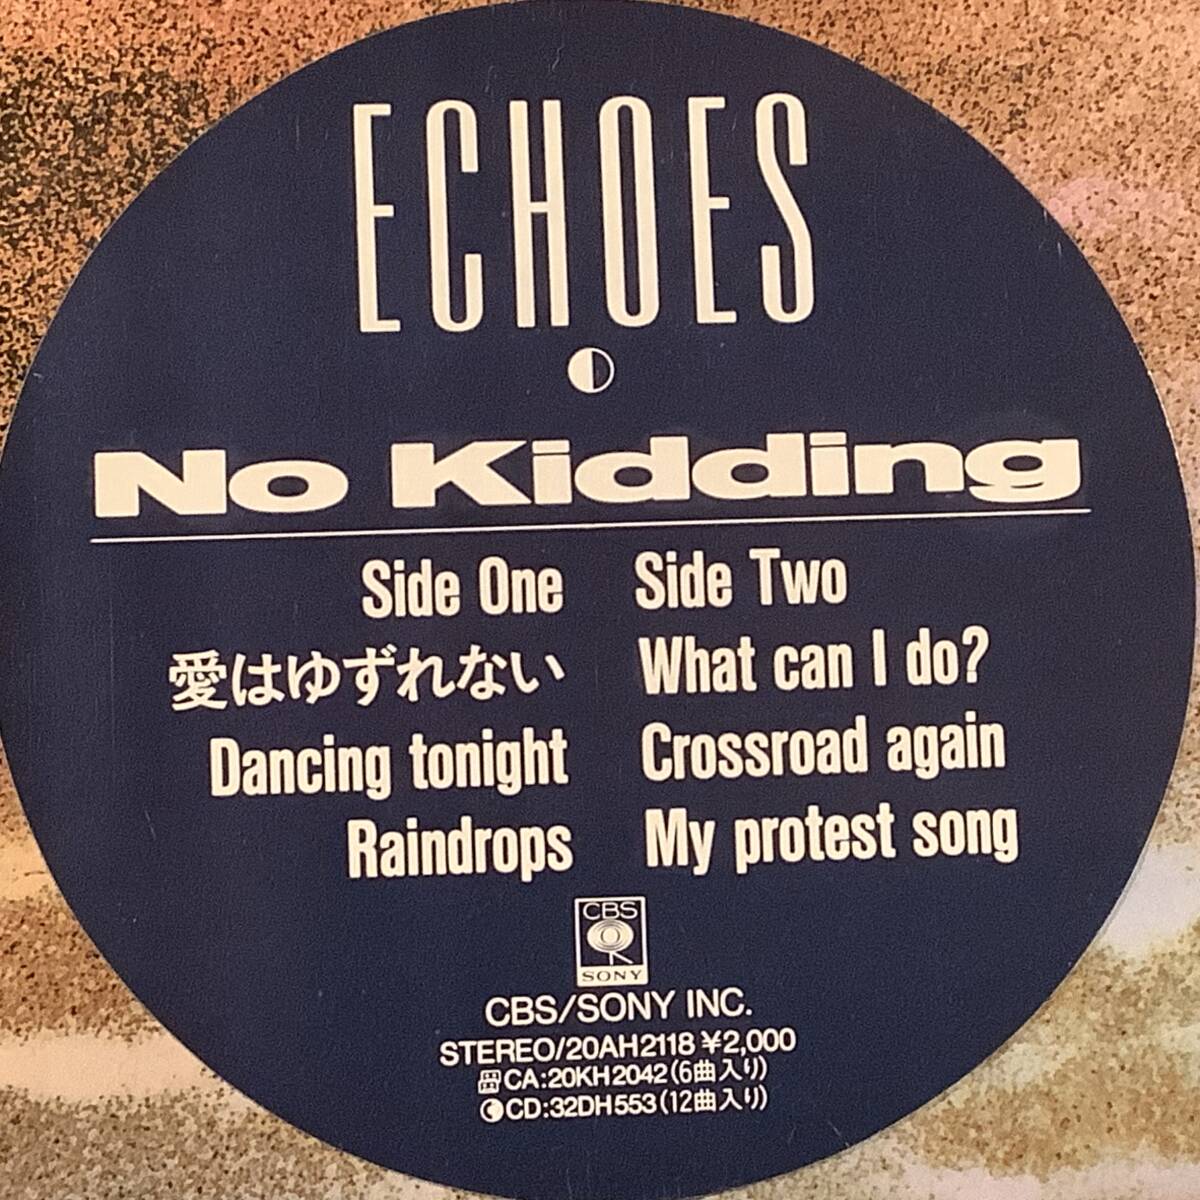 ECHOES
No Kidding
Side One
愛はゆずれない
Dancing tonight
Raindrops
Side Two
What can I do?
Crossroad again
My protest song
CBS
SONY
CBS/SONY INC.
STEREO/20AH2118 ¥2,000
CA:20KH2042(6曲入り)
CD:32DH553(12曲入り)